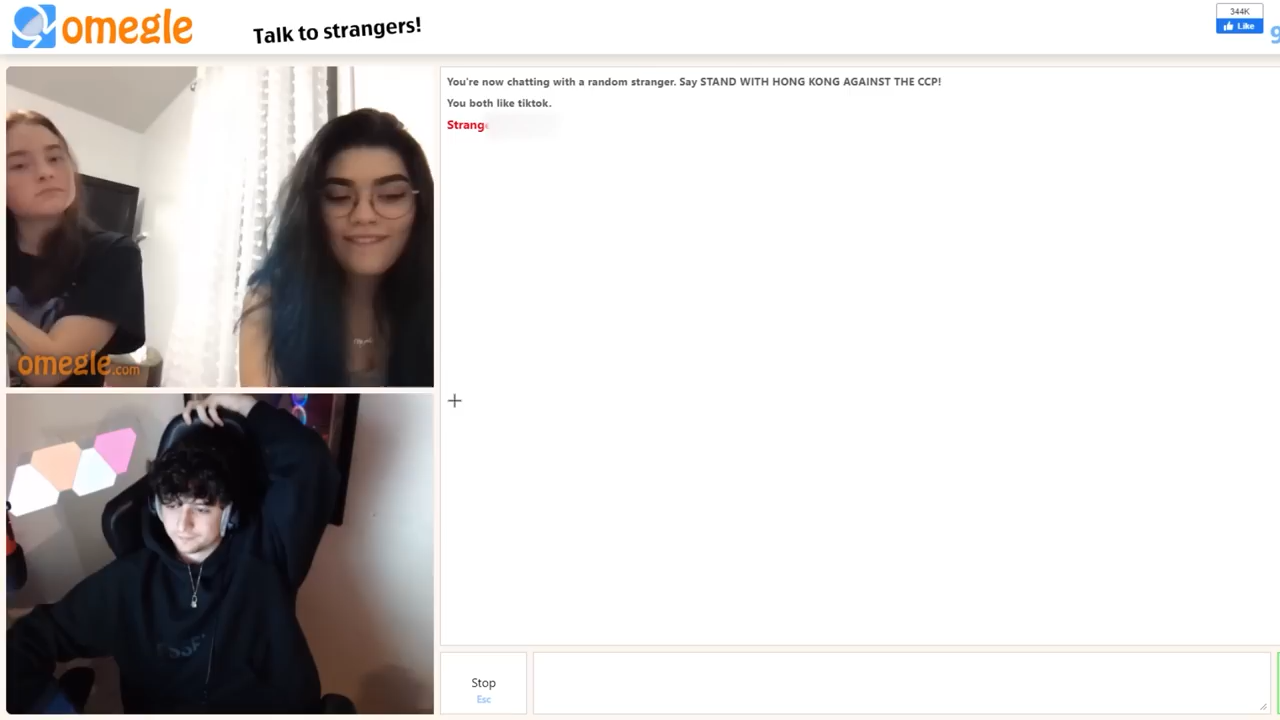 omegle
Talk to strangers!
344K
Like
You're now chatting with a random stranger. Say STAND WITH HONG KONG AGAINST THE CCP!
You both like tiktok.
Strang
omegle.com
Stop
Esc